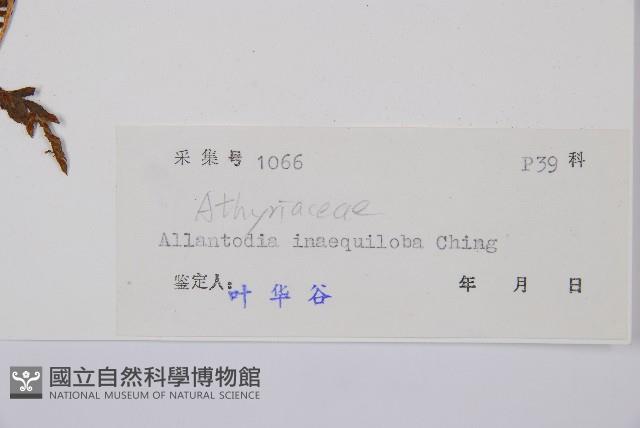 采集号 1066 P39 科
Athyriaceae
Allantodia inaequiloba Ching
鉴定人: 叶华谷 年 月 日
國立自然科學博物館
NATIONAL MUSEUM OF NATURAL SCIENCE